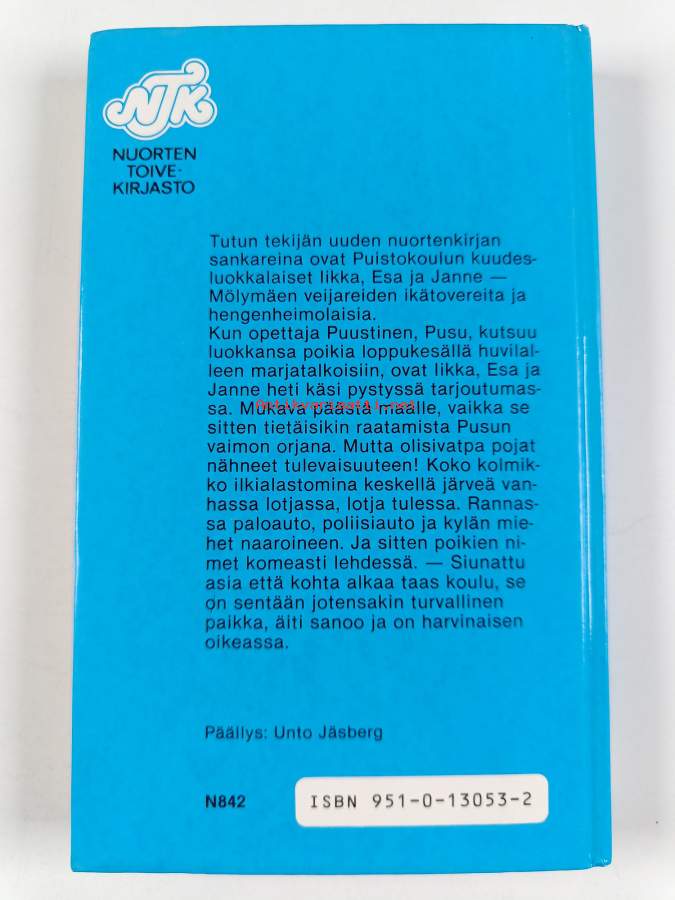 NTK
NUORTEN
TOIVE-
KIRJASTO
Tutun tekijän uuden nuortenkirjan
sankareina ovat Puistokoulun kuudes-
luokkalaiset Iikka, Esa ja Janne —
Mölymäen veijareiden ikätovereita ja
hengenheimolaisia.
Kun opettaja Puustinen, Pusu, kutsuu
luokkansa poikia loppukesällä huvilal-
leen marjatalkoisiin, ovat Iikka, Esa ja
Janne heti käsi pystyssä tarjoutumas-
sa. Mukava päästä maalle, vaikka se
sitten tietäisikin raatamista Pusun
vaimon orjana. Mutta olisivatpa pojat
nähneet tulevaisuuteen! Koko kolmik-
ko ilkialastomina keskellä järveä van-
hassa lotjassa, lotja tulessa. Rannas-
sa paloauto, poliisiauto ja kylän mie-
het naaroineen. Ja sitten poikien ni-
met komeasti lehdessä. — Siunattu
asia että kohta alkaa taas koulu, se
on sentään jotensakin turvallinen
paikka, äiti sanoo ja on harvinaisen
oikeassa.
Päällys: Unto Jäsberg
N842
ISBN 951-0-13053-2